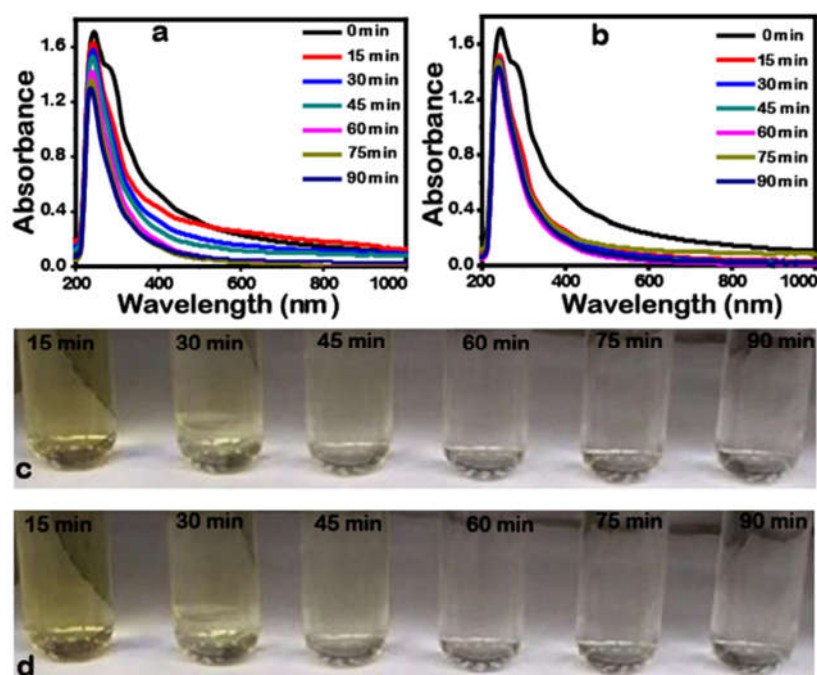 a
0 min
15 min
30 min
45 min
60 min
75min
90 min
1.6
1.2
0.8
0.4
0.0
Absorbance
200 400 600 800 1000
Wavelength (nm)
b
0 min
15 min
30 min
45 min
60 min
75 min
90 min
1.6
1.2
0.8
0.4
0.0
Absorbance
200 400 600 800 1000
Wavelength (nm)
15 min 30 min 45 min 60 min 75 min 90 min
c
15 min 30 min 45 min 60 min 75 min 90 min
d